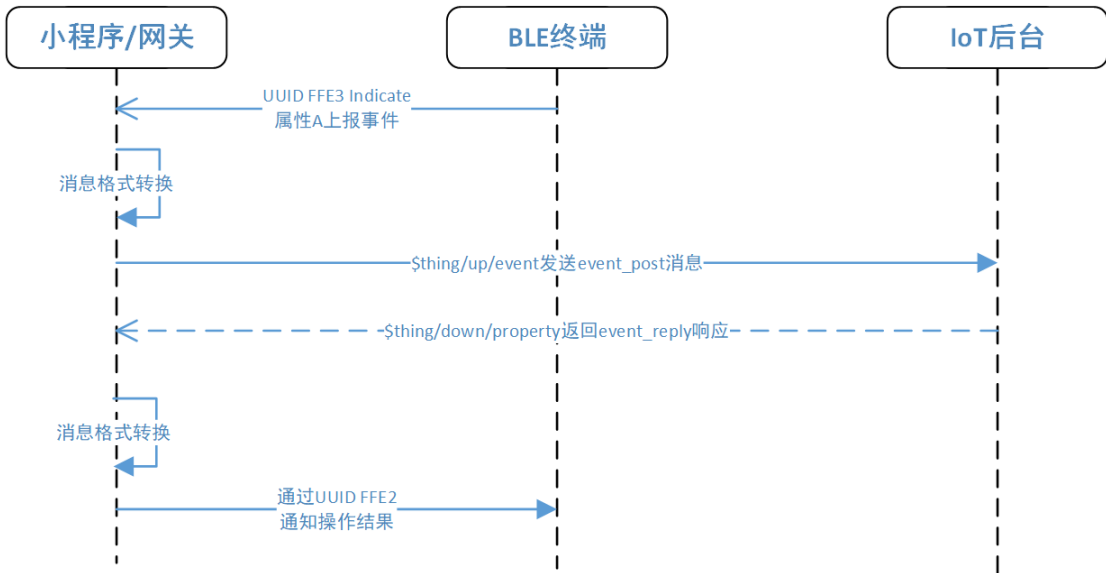 小程序/网关
BLE终端
IoT后台
UUID FFE3 Indicate
属性A上报事件
消息格式转换
$thing/up/event发送event_post消息
$thing/down/property返回event_reply响应
消息格式转换
通过UUID FFE2
通知操作结果